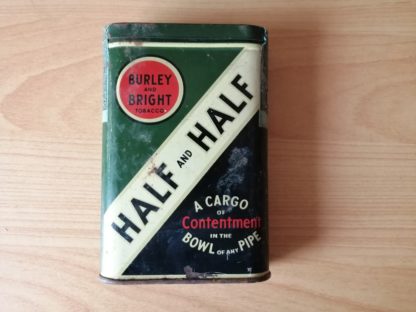 BURLEY
AND
BRIGHT
TOBACCO
HALF AND HALF
A CARGO
OF
Contentment
IN THE
BOWL OF ANY PIPE